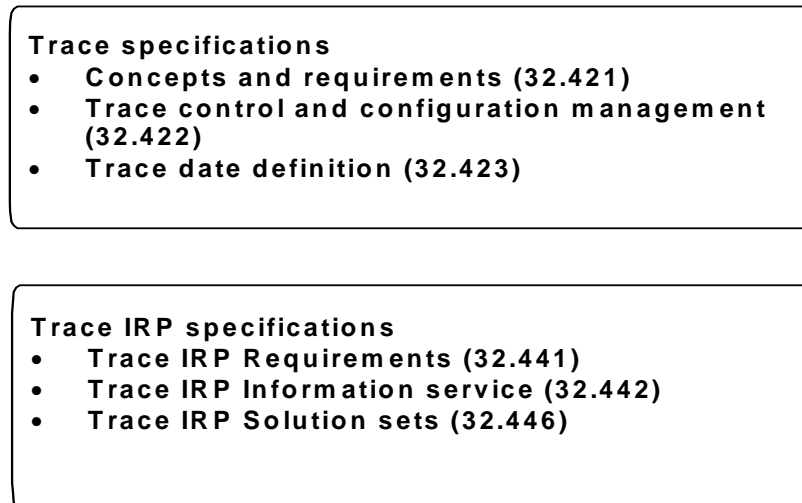 Trace specifications
• Concepts and requirements (32.421)
• Trace control and configuration management
(32.422)
• Trace date definition (32.423)
Trace IRP specifications
• Trace IRP Requirements (32.441)
• Trace IRP Information service (32.442)
• Trace IRP Solution sets (32.446)